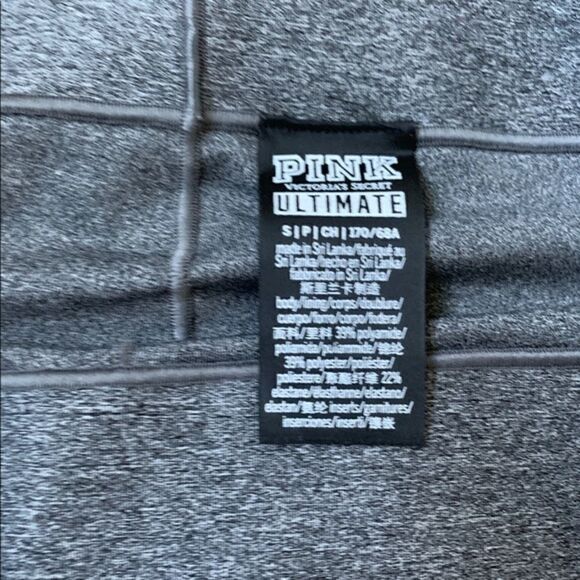 PINK
VICTORIA'S SECRET
ULTIMATE
S | P | CH | 170/68A
made in Sri Lanka/fabriqué au
Sri Lanka/hecho en Sri Lanka/
fabbricato in Sri Lanka/
斯里兰卡制造
body/lining/corps/doublure/
cuerpo/forro/corpo/fodera/
面料/里料 39% polyamide/
poliamida/poliammide/锦纶
39% polyester/poliéster/
poliestere/聚酯纤维 22%
elastane/élasthanne/elastano/
elastan/氨纶 inserts/garnitures/
inserciones/inserti/镶嵌